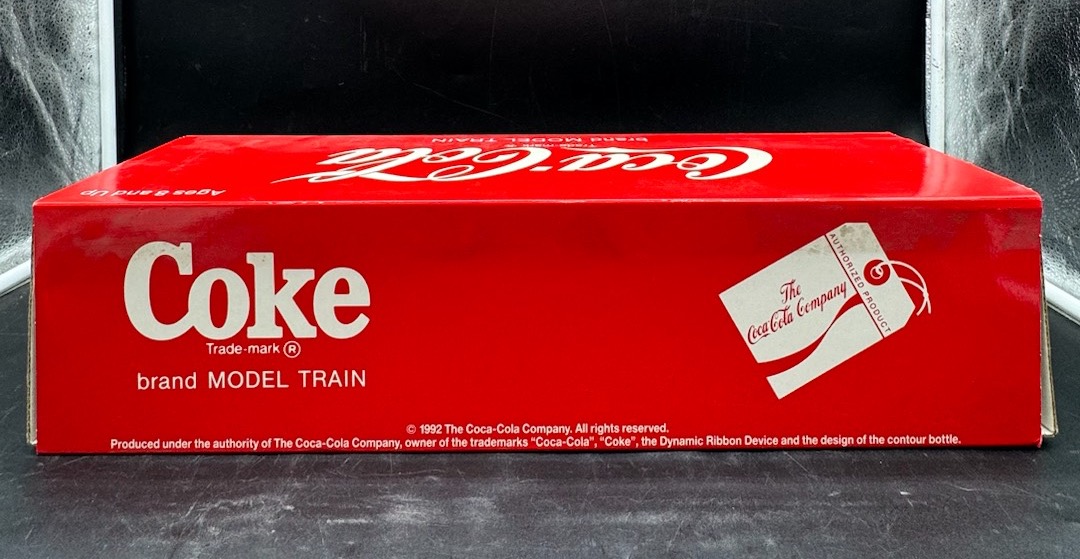 brand MODEL TRAIN
Trade-mark ®
Coca-Cola
Ages 8 and Up
Coke
Trade-mark ®
brand MODEL TRAIN
AUTHORIZED PRODUCT
The
Coca-Cola Company
© 1992 The Coca-Cola Company. All rights reserved.
Produced under the authority of The Coca-Cola Company, owner of the trademarks “Coca-Cola”, “Coke”, the Dynamic Ribbon Device and the design of the contour bottle.